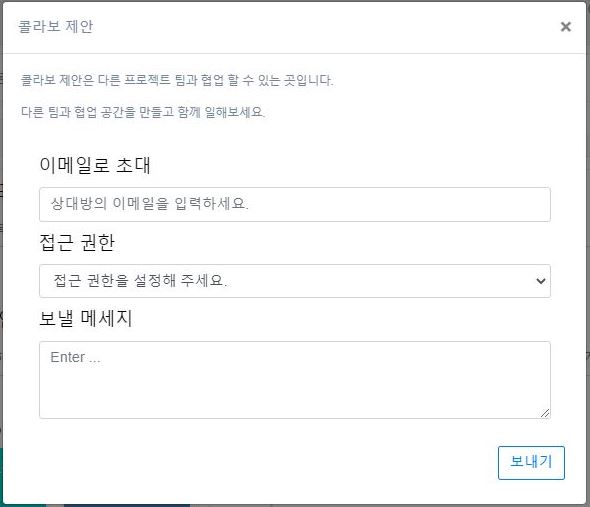 콜라보 제안
×
콜라보 제안은 다른 프로젝트 팀과 협업 할 수 있는 곳입니다.
다른 팀과 협업 공간을 만들고 함께 일해보세요.
이메일로 초대
상대방의 이메일을 입력하세요.
접근 권한
접근 권한을 설정해 주세요.
보낼 메세지
Enter ...
보내기